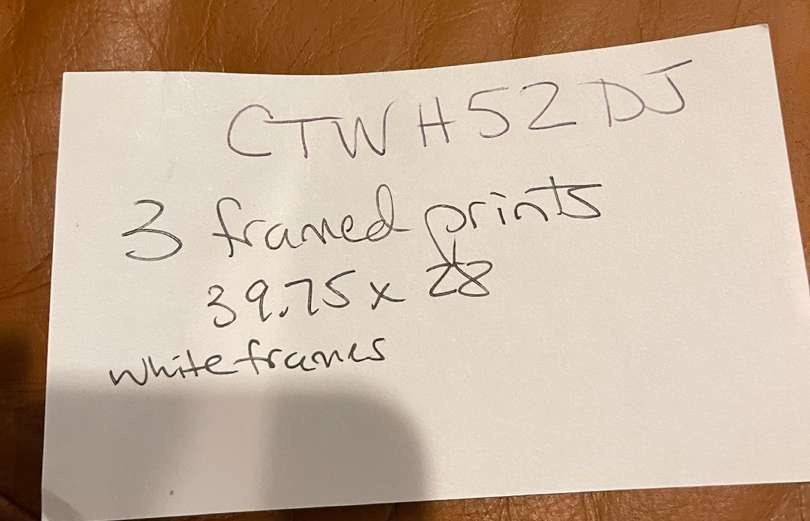 CTWH52DJ
3 framed prints
39.75 x 28
white frames